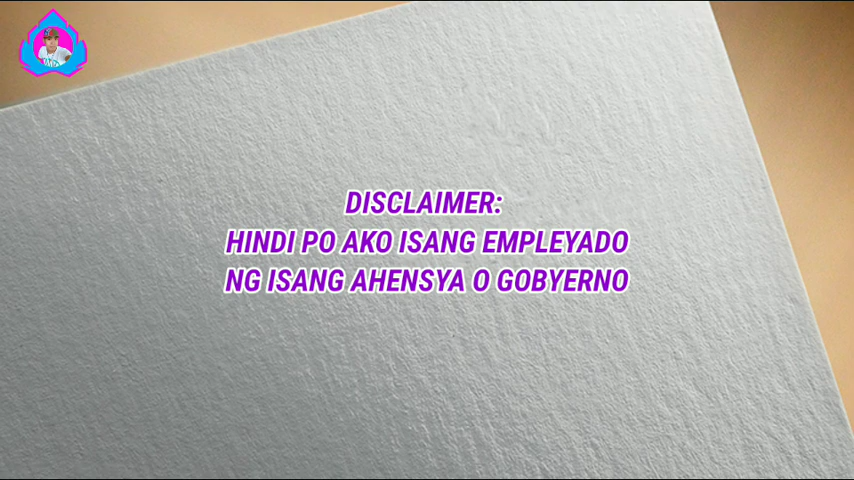 DISCLAIMER:
HINDI PO AKO ISANG EMPLEYADO
NG ISANG AHENSYA O GOBYERNO